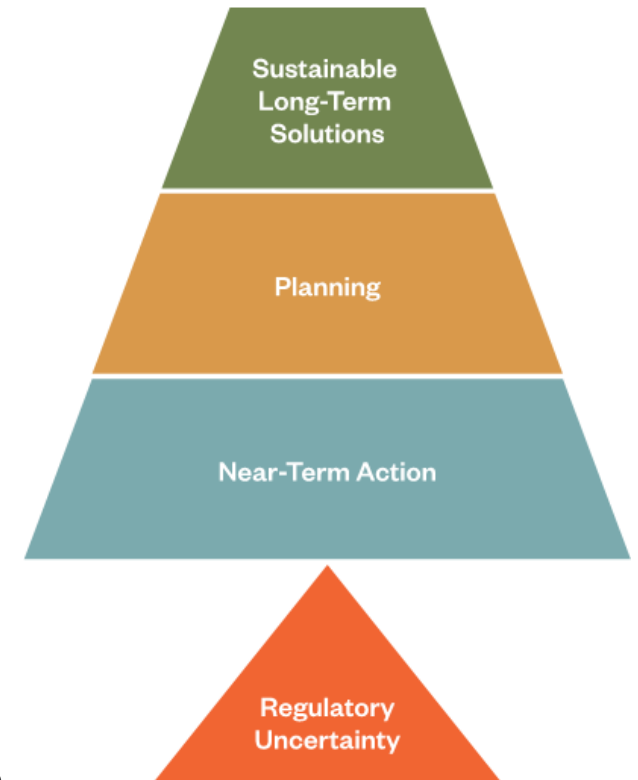 Sustainable
Long-Term
Solutions
Planning
Near-Term Action
Regulatory
Uncertainty